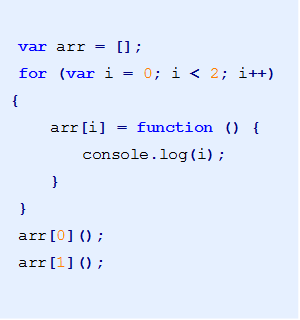 var arr = [];
for (var i = 0; i < 2; i++)
{
    arr[i] = function () {
        console.log(i);
    }
}
arr[0]();
arr[1]();